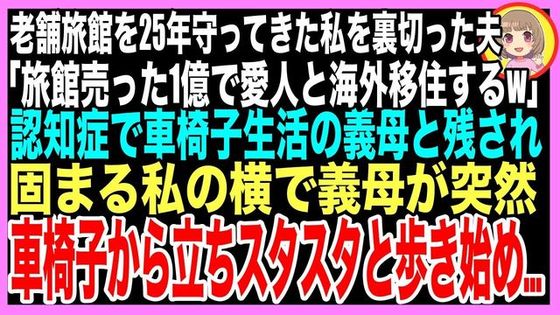 老舗旅館を25年守ってきた私を裏切った夫
「旅館売った1億で愛人と海外移住するw」
認知症で車椅子生活の義母と残され
固まる私の横で義母が突然
車椅子から立ちスタスタと歩き始め...